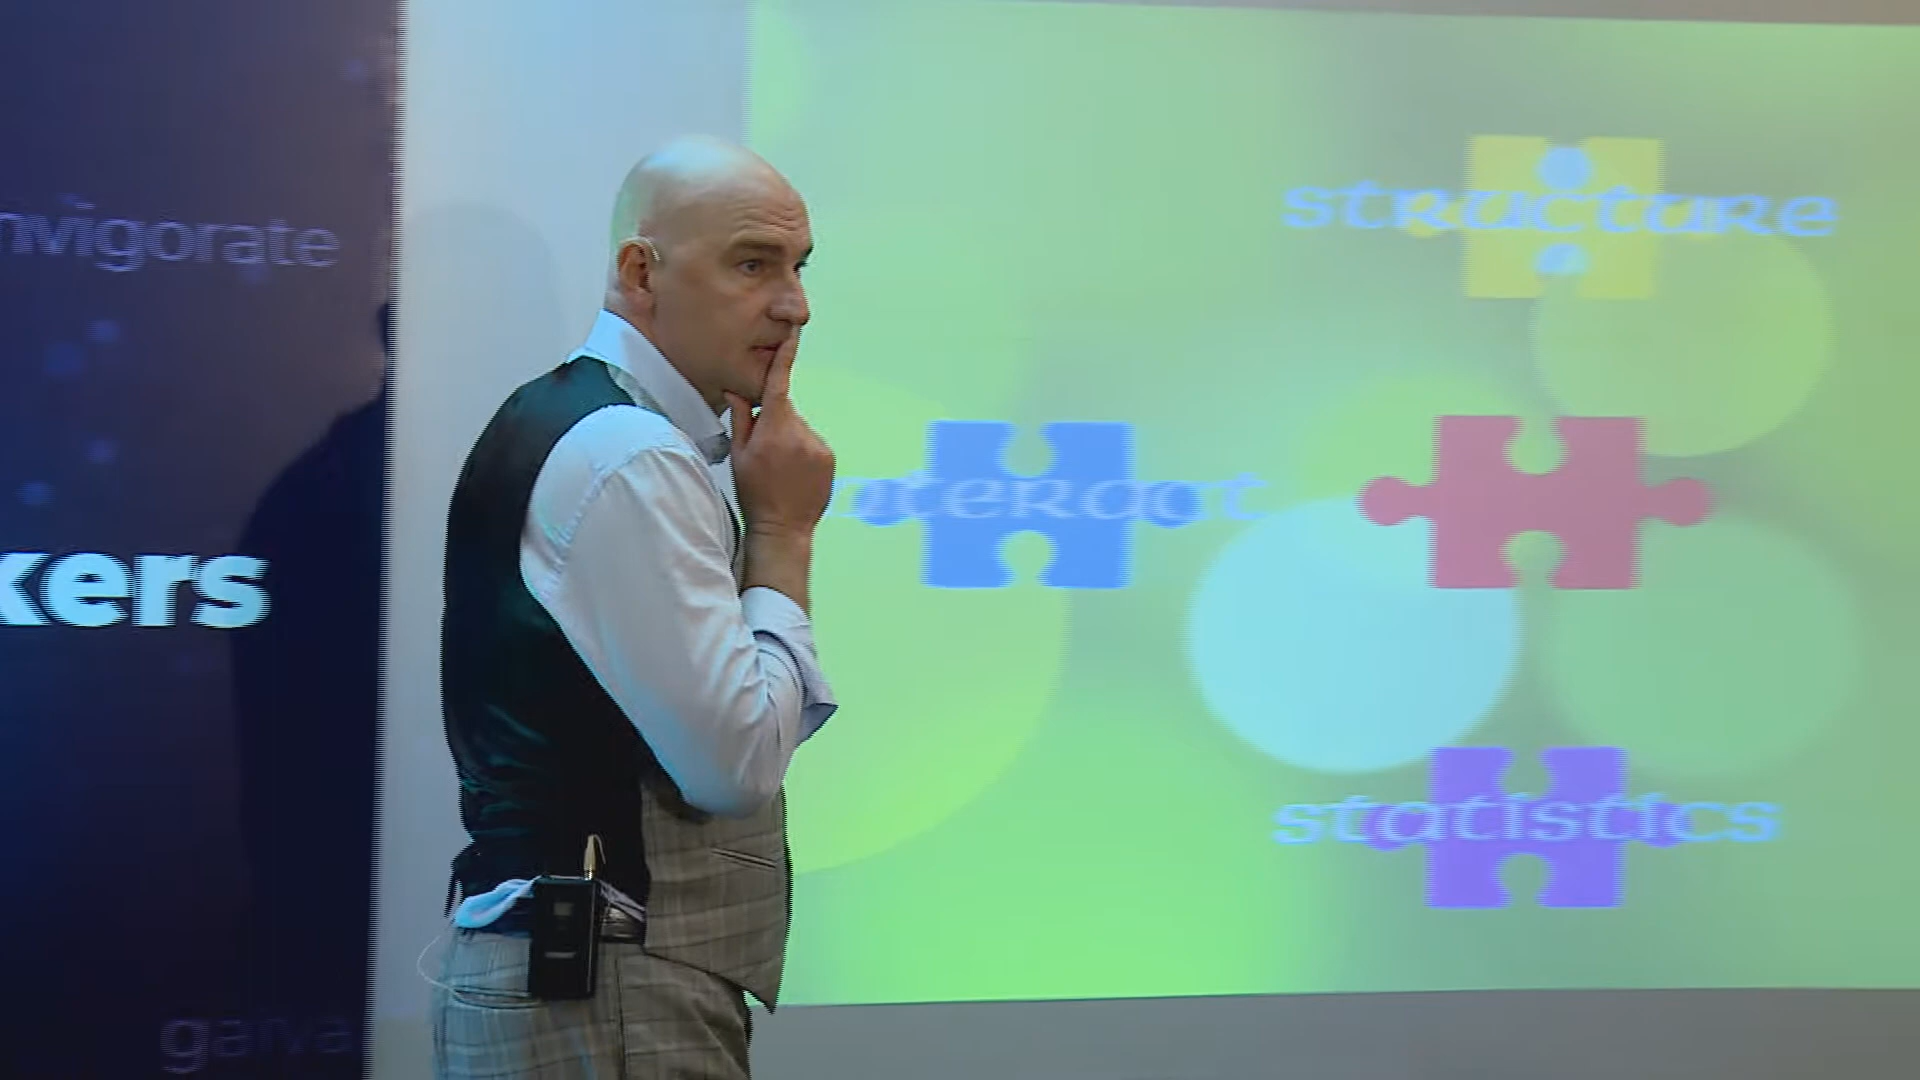 nvigorate
kers
galva
structure
nteract
statistics